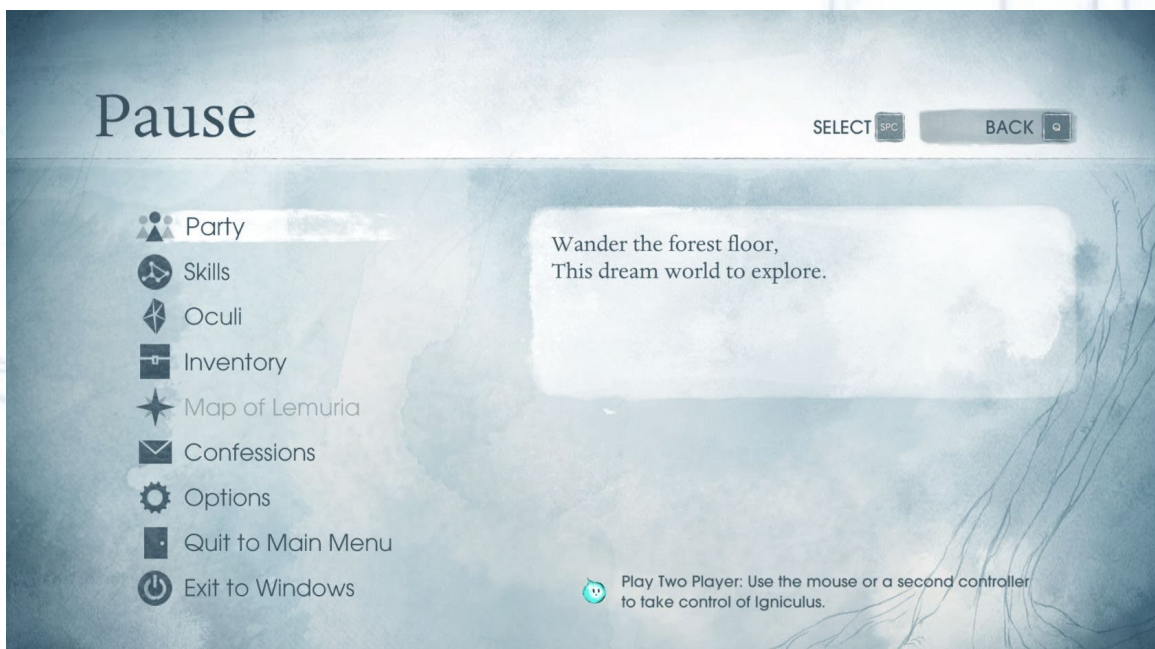 Pause
SELECT SPC BACK Q
Party
Skills
Oculi
Inventory
Map of Lemuria
Confessions
Options
Quit to Main Menu
Exit to Windows
Wander the forest floor,
This dream world to explore.
Play Two Player: Use the mouse or a second controller
to take control of Igniculus.